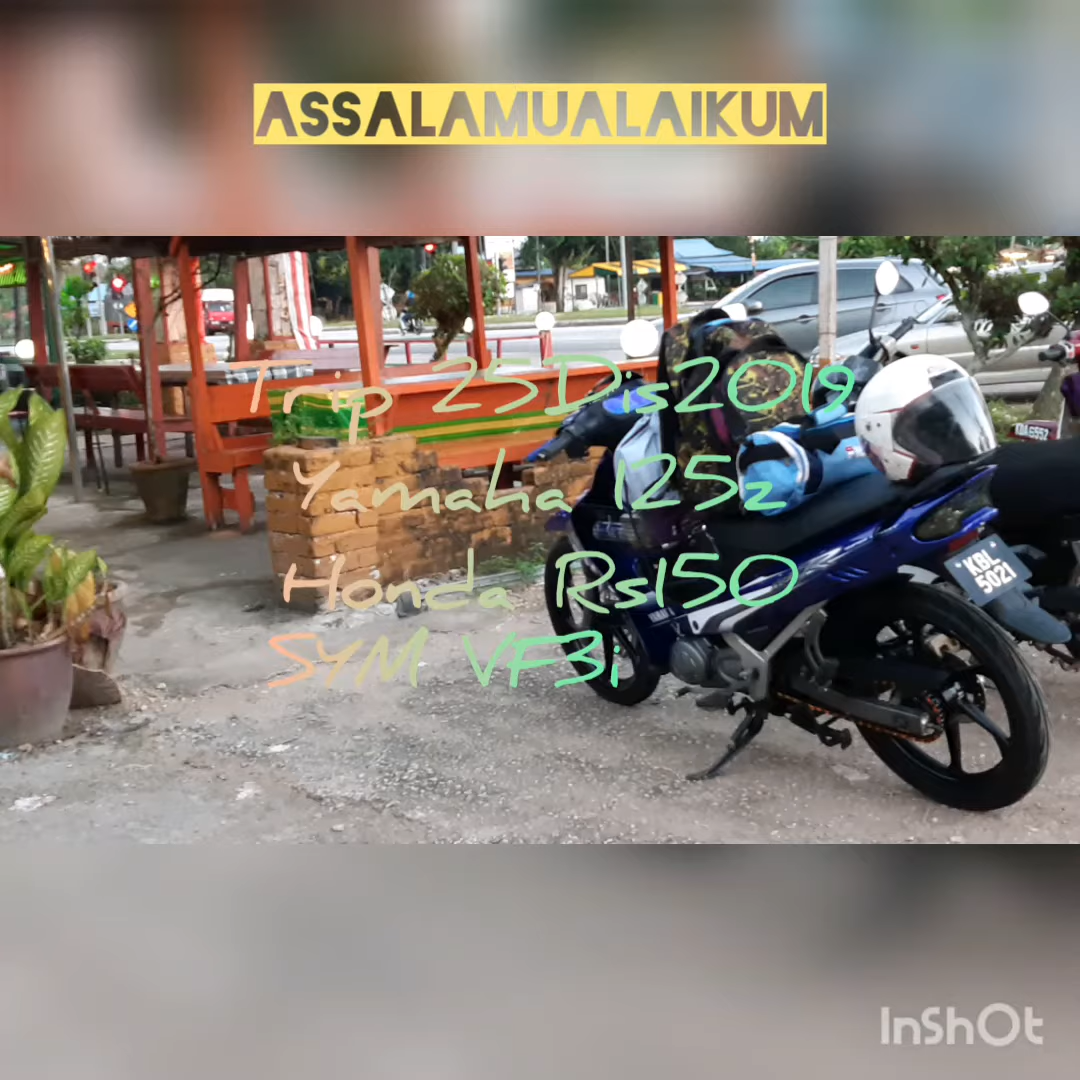 ASSALAMUALAIKUM
Trip 25Dis2019
Yamaha 125z
Honda Rs150
SYM VF3i
KBL
5021
InShOt